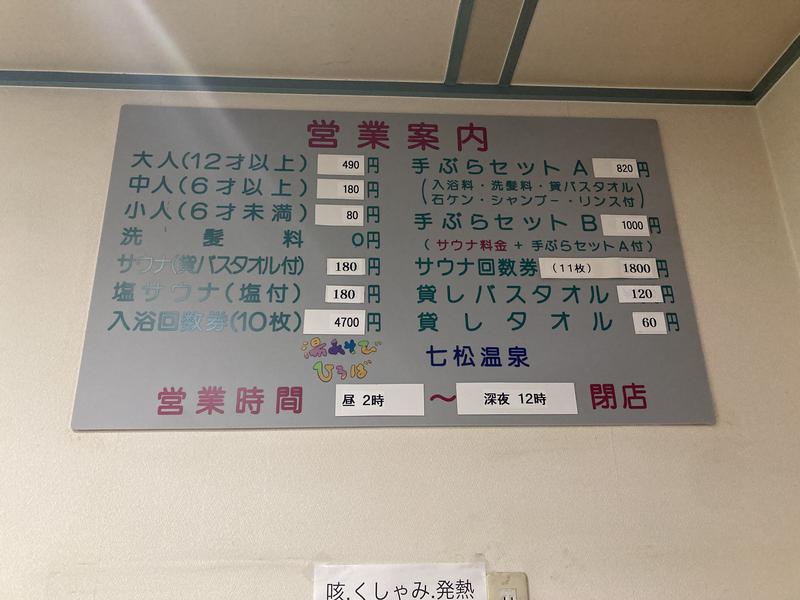 営業案内
大人(12才以上) 490円
中人(6才以上) 180円
小人(6才未満) 80円
洗髪料 0円
サウナ(貸バスタオル付) 180円
塩サウナ(塩付) 180円
入浴回数券(10枚) 4700円
手ぶらセットA 820円
(入浴料・洗髪料・貸バスタオル
石ケン・シャンプー・リンス付)
手ぶらセットB 1000円
(サウナ料金+手ぶらセットA付)
サウナ回数券 (11枚) 1800円
貸しバスタオル 120円
貸しタオル 60円
湯あそび
ひろば
七松温泉
営業時間 昼 2時 〜 深夜 12時 閉店
咳.くしゃみ.発熱